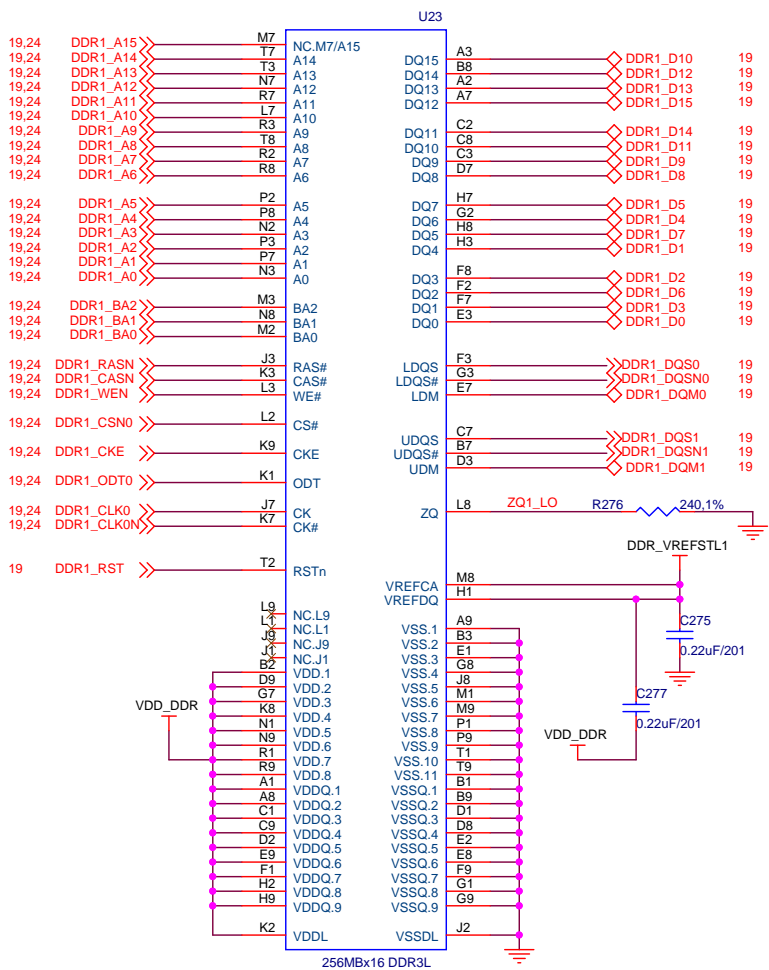 U23
19,24 DDR1_A15 M7 NC.M7/A15
19,24 DDR1_A14 T7 A14 DQ15 A3 DDR1_D10 19
19,24 DDR1_A13 T3 A13 DQ14 B8 DDR1_D12 19
19,24 DDR1_A12 N7 A12 DQ13 A2 DDR1_D13 19
19,24 DDR1_A11 R7 A11 DQ12 A7 DDR1_D15 19
19,24 DDR1_A10 L7 A10
19,24 DDR1_A9 R3 A9 DQ11 C2 DDR1_D14 19
19,24 DDR1_A8 T8 A8 DQ10 C8 DDR1_D11 19
19,24 DDR1_A7 R2 A7 DQ9 C3 DDR1_D9 19
19,24 DDR1_A6 R8 A6 DQ8 D7 DDR1_D8 19
19,24 DDR1_A5 P2 A5 DQ7 H7 DDR1_D5 19
19,24 DDR1_A4 P8 A4 DQ6 G2 DDR1_D4 19
19,24 DDR1_A3 N2 A3 DQ5 H8 DDR1_D7 19
19,24 DDR1_A2 P3 A2 DQ4 H3 DDR1_D1 19
19,24 DDR1_A1 P7 A1
19,24 DDR1_A0 N3 A0 DQ3 F8 DDR1_D2 19
DQ2 F2 DDR1_D6 19
19,24 DDR1_BA2 M3 BA2 DQ1 F7 DDR1_D3 19
19,24 DDR1_BA1 N8 BA1 DQ0 E3 DDR1_D0 19
19,24 DDR1_BA0 M2 BA0
19,24 DDR1_RASN J3 RAS# LDQS F3 DDR1_DQS0 19
19,24 DDR1_CASN K3 CAS# LDQS# G3 DDR1_DQSN0 19
19,24 DDR1_WEN L3 WE# LDM E7 DDR1_DQM0 19
19,24 DDR1_CSN0 L2 CS#
UDQS C7 DDR1_DQS1 19
19,24 DDR1_CKE K9 CKE UDQS# B7 DDR1_DQSN1 19
UDM D3 DDR1_DQM1 19
19,24 DDR1_ODT0 K1 ODT
19,24 DDR1_CLK0 J7 CK ZQ L8 ZQ1_LO R276 240,1%
19,24 DDR1_CLK0N K7 CK#
DDR_VREFSTL1
19 DDR1_RST T2 RSTn
VREFCA M8
VREFDQ H1
L9 NC.L9
L1 NC.L1 VSS.1 A9 C275
J9 NC.J9 VSS.2 B3
J1 NC.J1 VSS.3 E1 0.22uF/201
B2 VDD.1 VSS.4 G8
D9 VDD.2 VSS.5 J8
G7 VDD.3 VSS.6 M1 C277
VDD_DDR K8 VDD.4 VSS.7 M9
N1 VDD.5 VSS.8 P1 0.22uF/201
N9 VDD.6 VSS.9 P9 VDD_DDR
R1 VDD.7 VSS.10 T1
R9 VDD.8 VSS.11 T9
A1 VDDQ.1 VSSQ.1 B1
A8 VDDQ.2 VSSQ.2 B9
C1 VDDQ.3 VSSQ.3 D1
C9 VDDQ.4 VSSQ.4 D8
D2 VDDQ.5 VSSQ.5 E2
E9 VDDQ.6 VSSQ.6 E8
F1 VDDQ.7 VSSQ.7 F9
H2 VDDQ.8 VSSQ.8 G1
H9 VDDQ.9 VSSQ.9 G9
K2 VDDL VSSDL J2
256MBx16 DDR3L